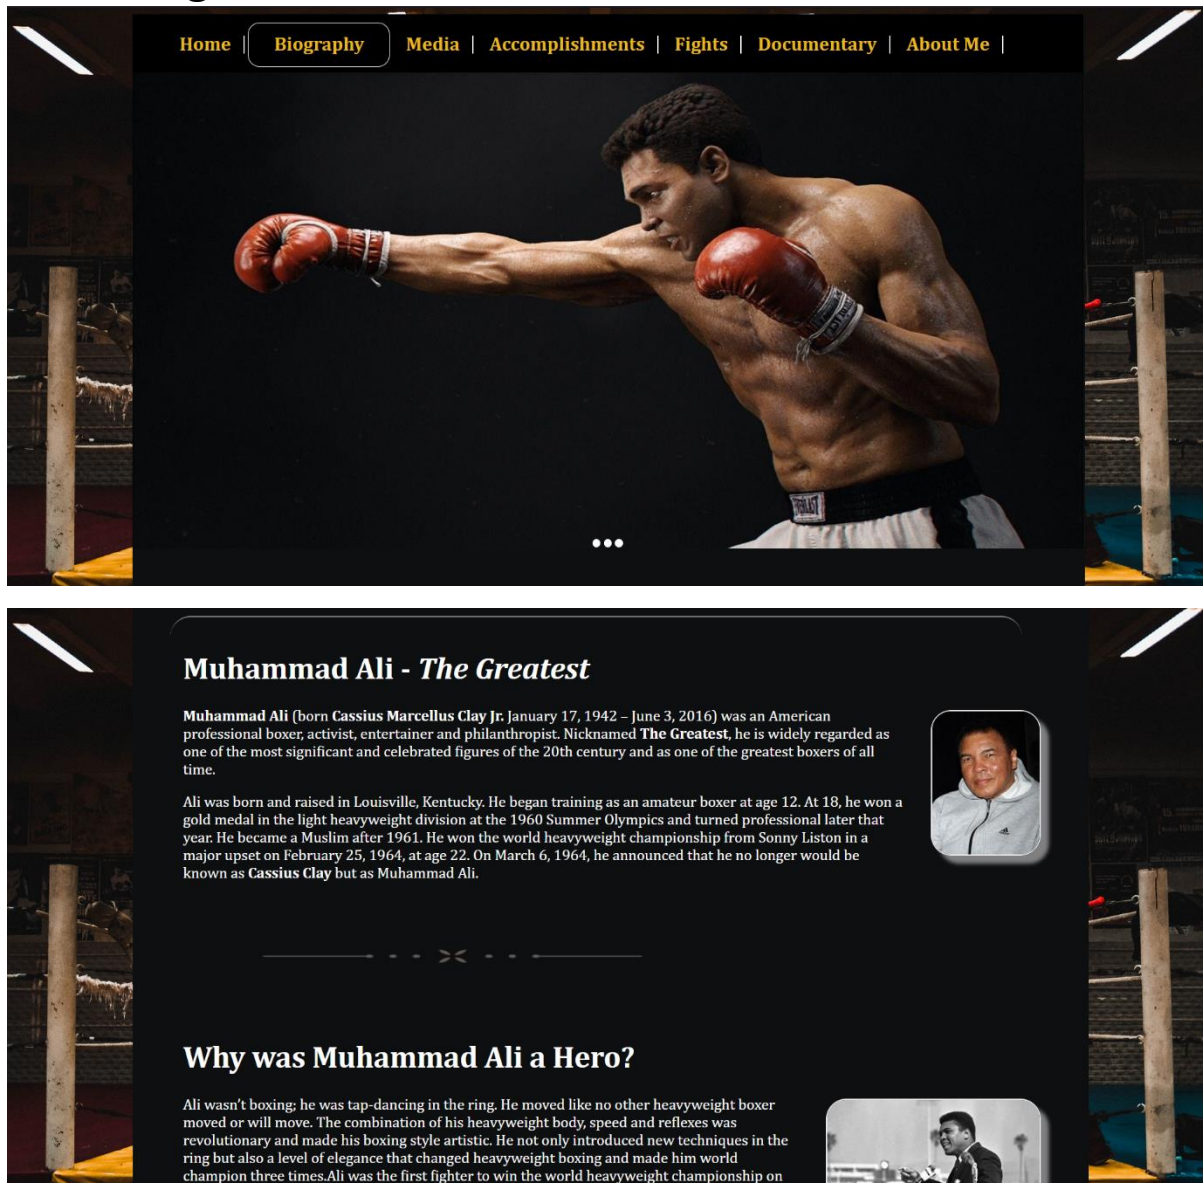 Home | Biography Media | Accomplishments | Fights | Documentary | About Me |
EVERLAST
Muhammad Ali - The Greatest
Muhammad Ali (born Cassius Marcellus Clay Jr. January 17, 1942 – June 3, 2016) was an American
professional boxer, activist, entertainer and philanthropist. Nicknamed The Greatest, he is widely regarded as
one of the most significant and celebrated figures of the 20th century and as one of the greatest boxers of all
time.
Ali was born and raised in Louisville, Kentucky. He began training as an amateur boxer at age 12. At 18, he won a
gold medal in the light heavyweight division at the 1960 Summer Olympics and turned professional later that
year. He became a Muslim after 1961. He won the world heavyweight championship from Sonny Liston in a
major upset on February 25, 1964, at age 22. On March 6, 1964, he announced that he no longer would be
known as Cassius Clay but as Muhammad Ali.
Why was Muhammad Ali a Hero?
Ali wasn't boxing; he was tap-dancing in the ring. He moved like no other heavyweight boxer
moved or will move. The combination of his heavyweight body, speed and reflexes was
revolutionary and made his boxing style artistic. He not only introduced new techniques in the
ring but also a level of elegance that changed heavyweight boxing and made him world
champion three times.Ali was the first fighter to win the world heavyweight championship on